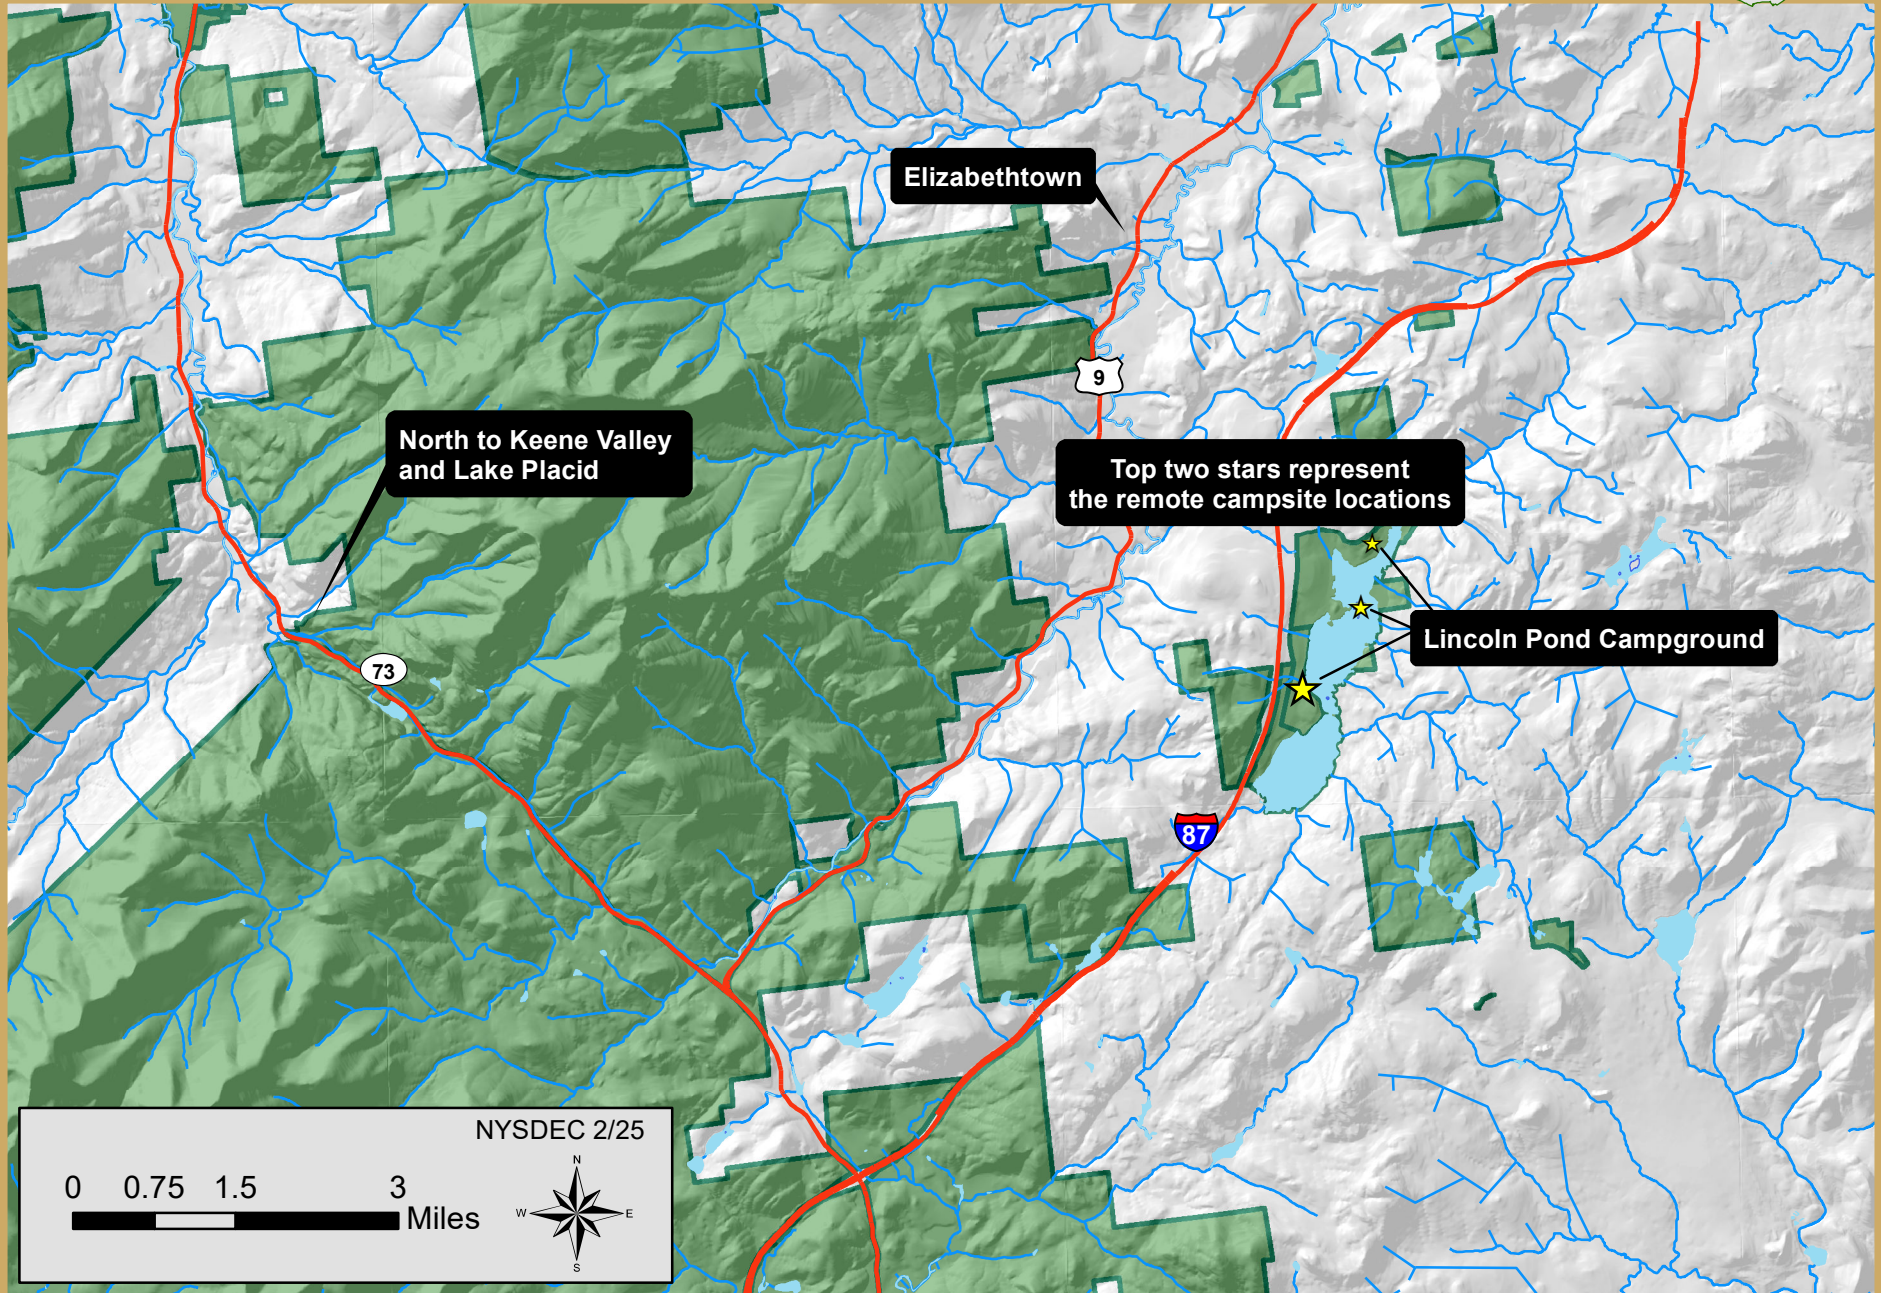 Elizabethtown
9
North to Keene Valley
and Lake Placid
Top two stars represent
the remote campsite locations
Lincoln Pond Campground
73
87
NYSDEC 2/25
0 0.75 1.5 3
Miles
N
W E
S